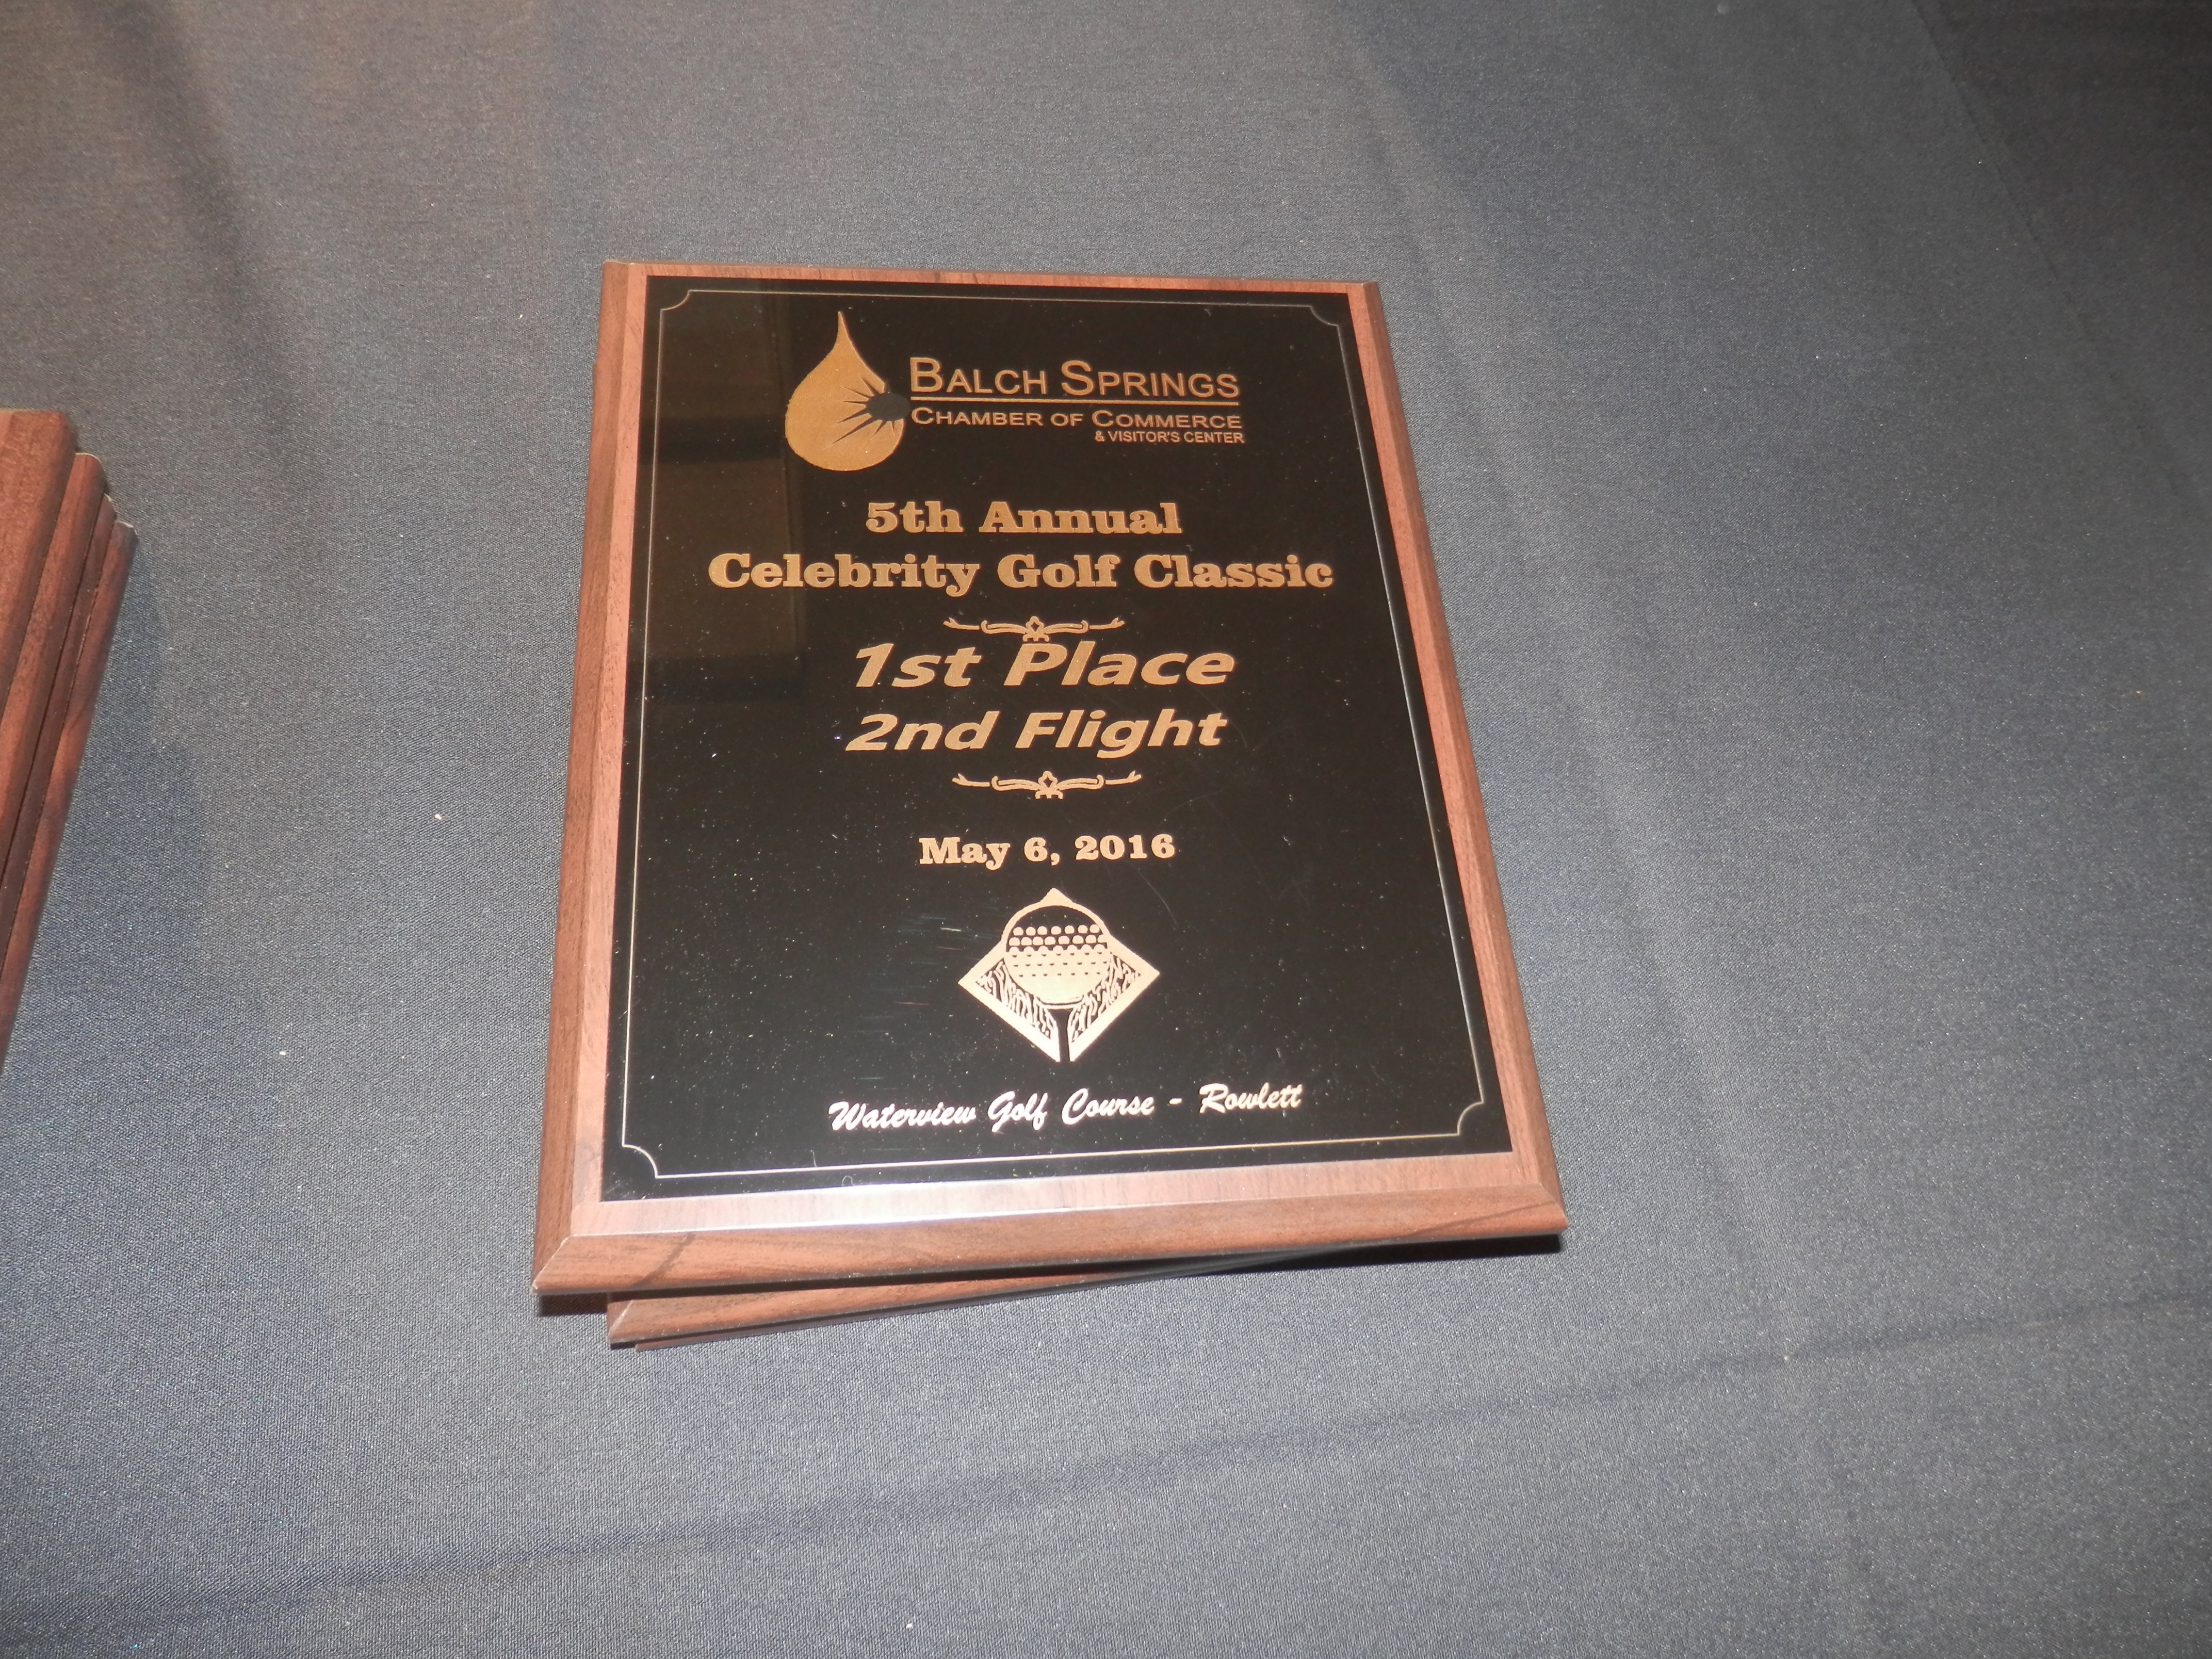 BALCH SPRINGS
CHAMBER OF COMMERCE
& VISITOR'S CENTER
5th Annual
Celebrity Golf Classic
1st Place
2nd Flight
May 6, 2016
Waterview Golf Course - Rowlett